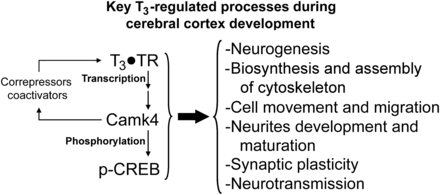 Key T3-regulated processes during
cerebral cortex development
T3●TR
Correpressors
coactivators
Transcription
Camk4
Phosphorylation
p-CREB
-Neurogenesis
-Biosynthesis and assembly
of cytoskeleton
-Cell movement and migration
-Neurites development and
maturation
-Synaptic plasticity
-Neurotransmission